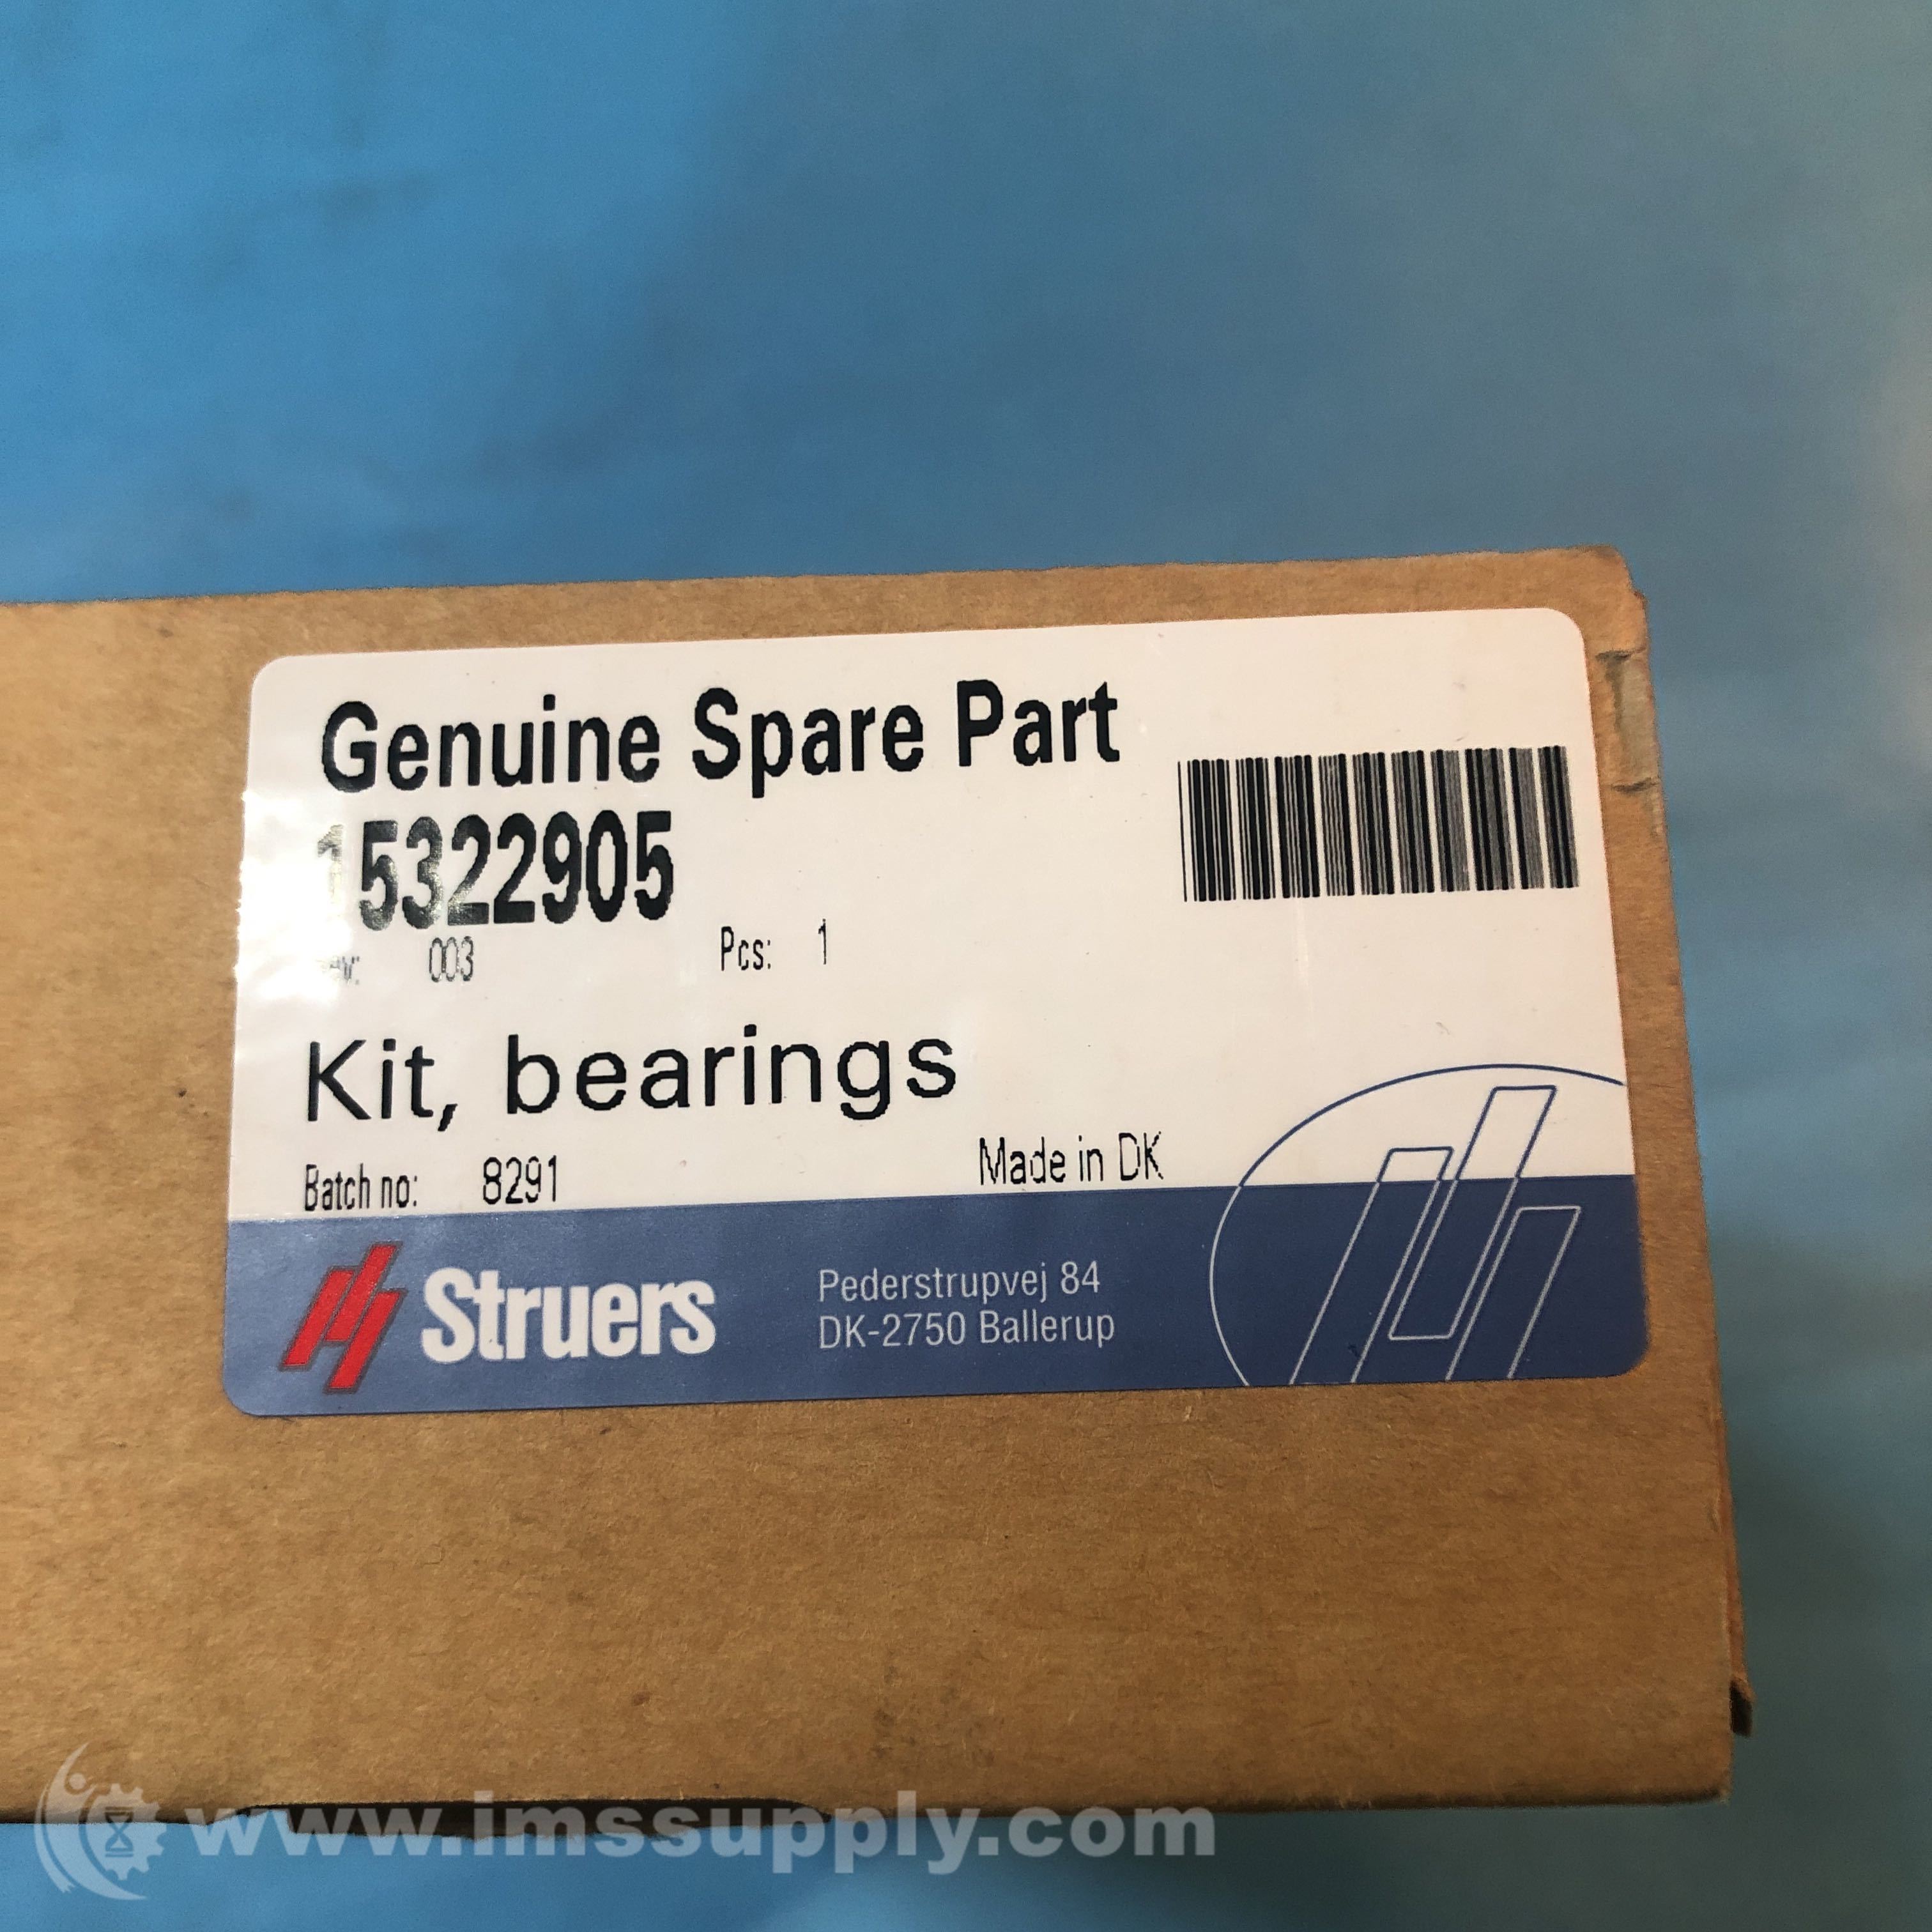 Genuine Spare Part
15322905
003 Pcs: 1
Kit, bearings
Batch no: 8291 Made in DK
Struers
Pederstrupvej 84
DK-2750 Ballerup
www.imssupply.com